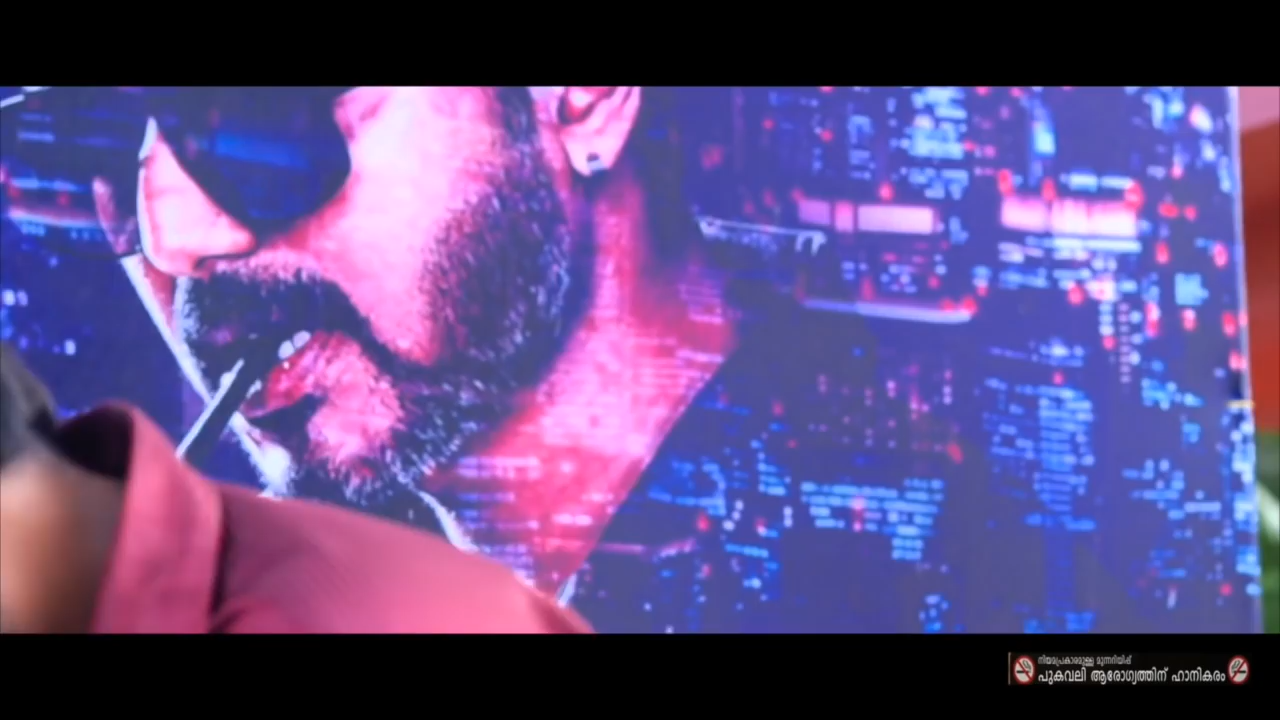 നിയമപ്രകാരമുള്ള മുന്നറിയിപ്പ്
പുകവലി ആരോഗ്യത്തിന് ഹാനികരം